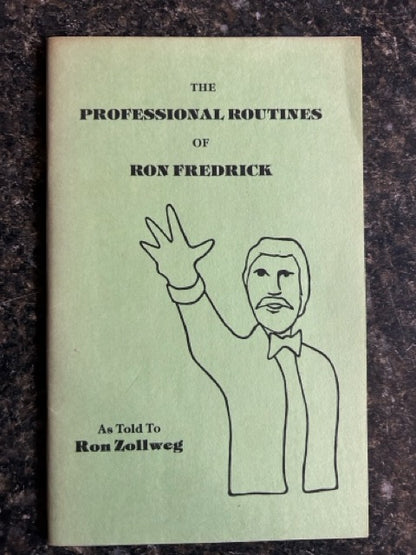 THE
PROFESSIONAL ROUTINES
OF
RON FREDRICK
As Told To
Ron Zollweg